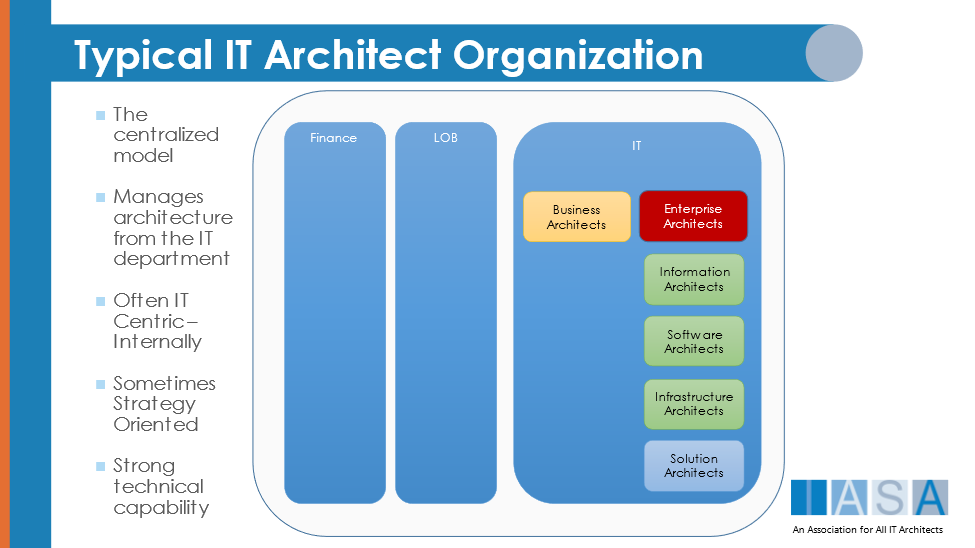 Typical IT Architect Organization
The
centralized
model
Manages
architecture
from the IT
department
Often IT
Centric–
Internally
Sometimes
Strategy
Oriented
Strong
technical
capability
Finance
LOB
IT
Business
Architects
Enterprise
Architects
Information
Architects
Software
Architects
Infrastructure
Architects
Solution
Architects
IASA
An Association for All IT Architects